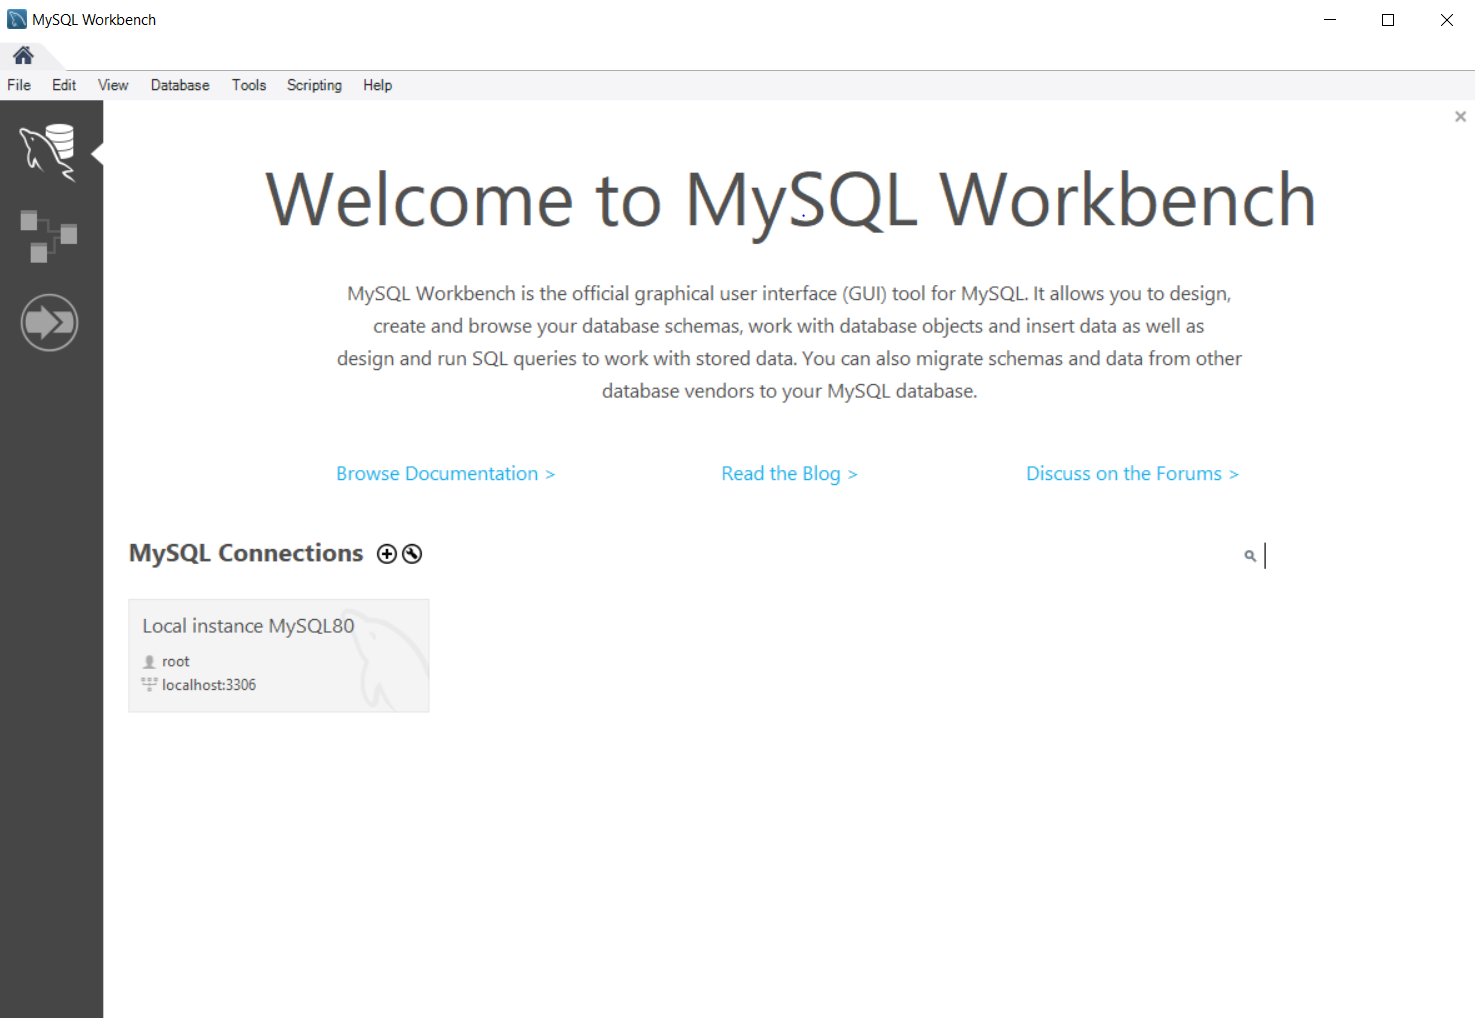 MySQL Workbench
File Edit View Database Tools Scripting Help
Welcome to MySQL Workbench
MySQL Workbench is the official graphical user interface (GUI) tool for MySQL. It allows you to design,
create and browse your database schemas, work with database objects and insert data as well as
design and run SQL queries to work with stored data. You can also migrate schemas and data from other
database vendors to your MySQL database.
Browse Documentation > Read the Blog > Discuss on the Forums >
MySQL Connections
Local instance MySQL80
root
localhost:3306